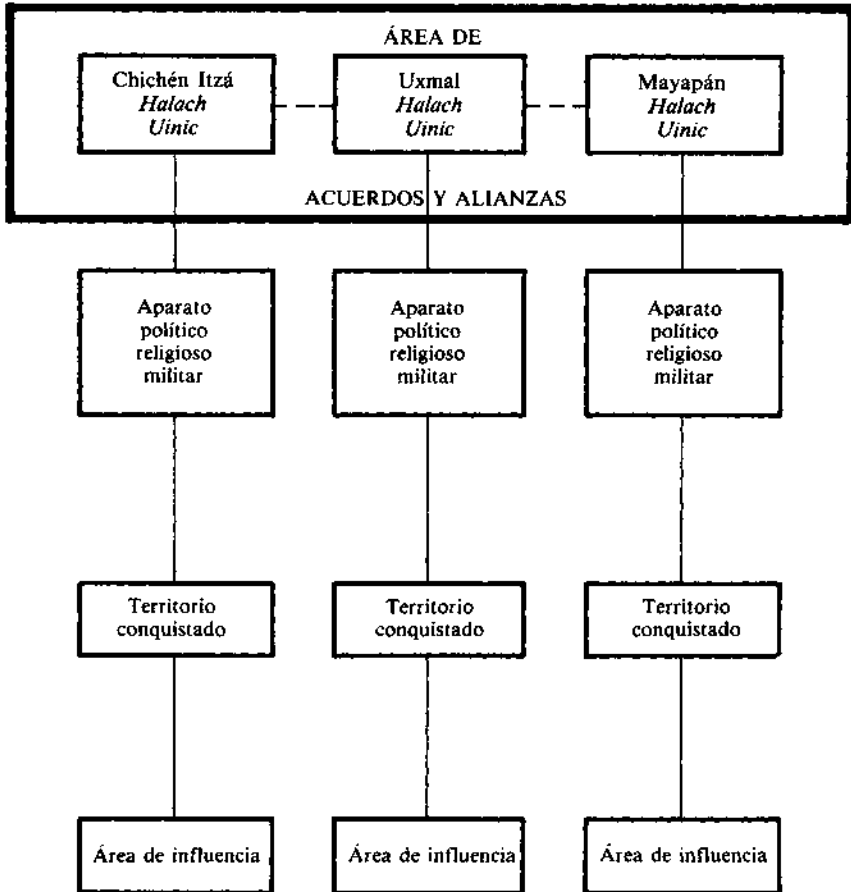 ÁREA DE
Chichén Itzá
Halach
Uinic
Uxmal
Halach
Uinic
Mayapán
Halach
Uinic
ACUERDOS Y ALIANZAS
Aparato
político
religioso
militar
Aparato
político
religioso
militar
Aparato
político
religioso
militar
Territorio
conquistado
Territorio
conquistado
Territorio
conquistado
Área de influencia
Área de influencia
Área de influencia